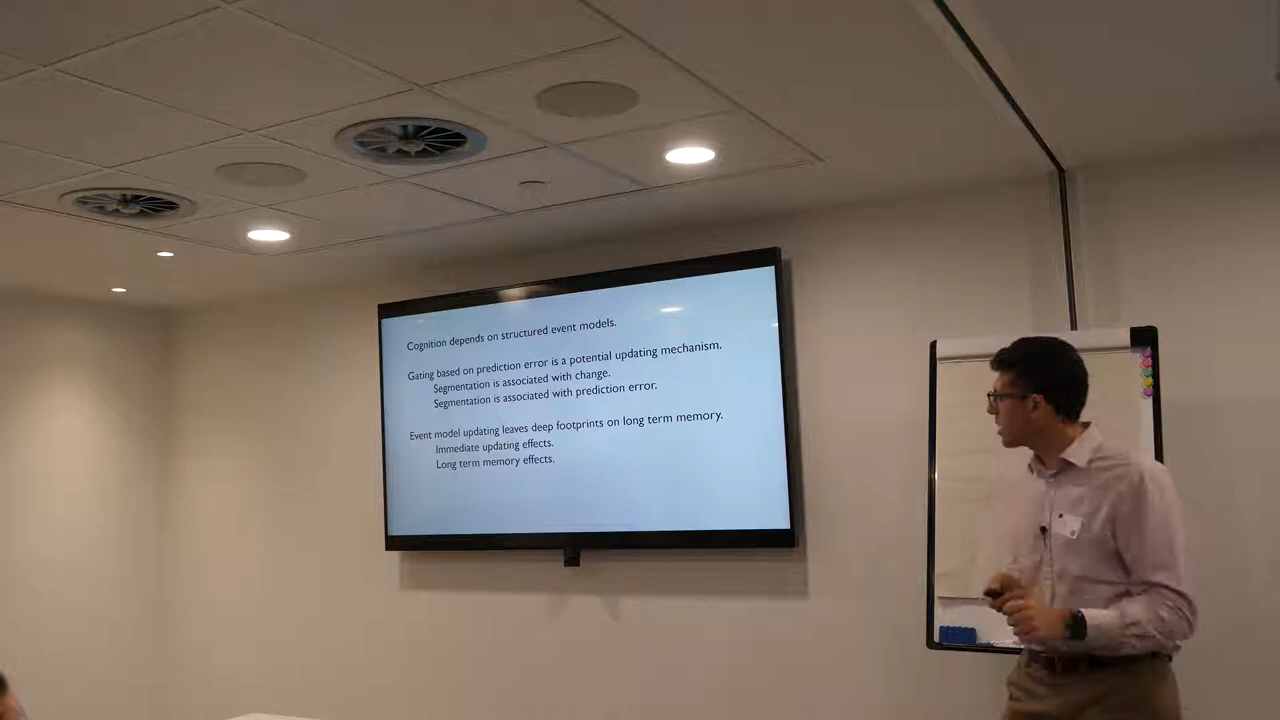 Cognition depends on structured event models.
Gating based on prediction error is a potential updating mechanism.
Segmentation is associated with change.
Segmentation is associated with prediction error.
Event model updating leaves deep footprints on long term memory.
Immediate updating effects.
Long term memory effects.